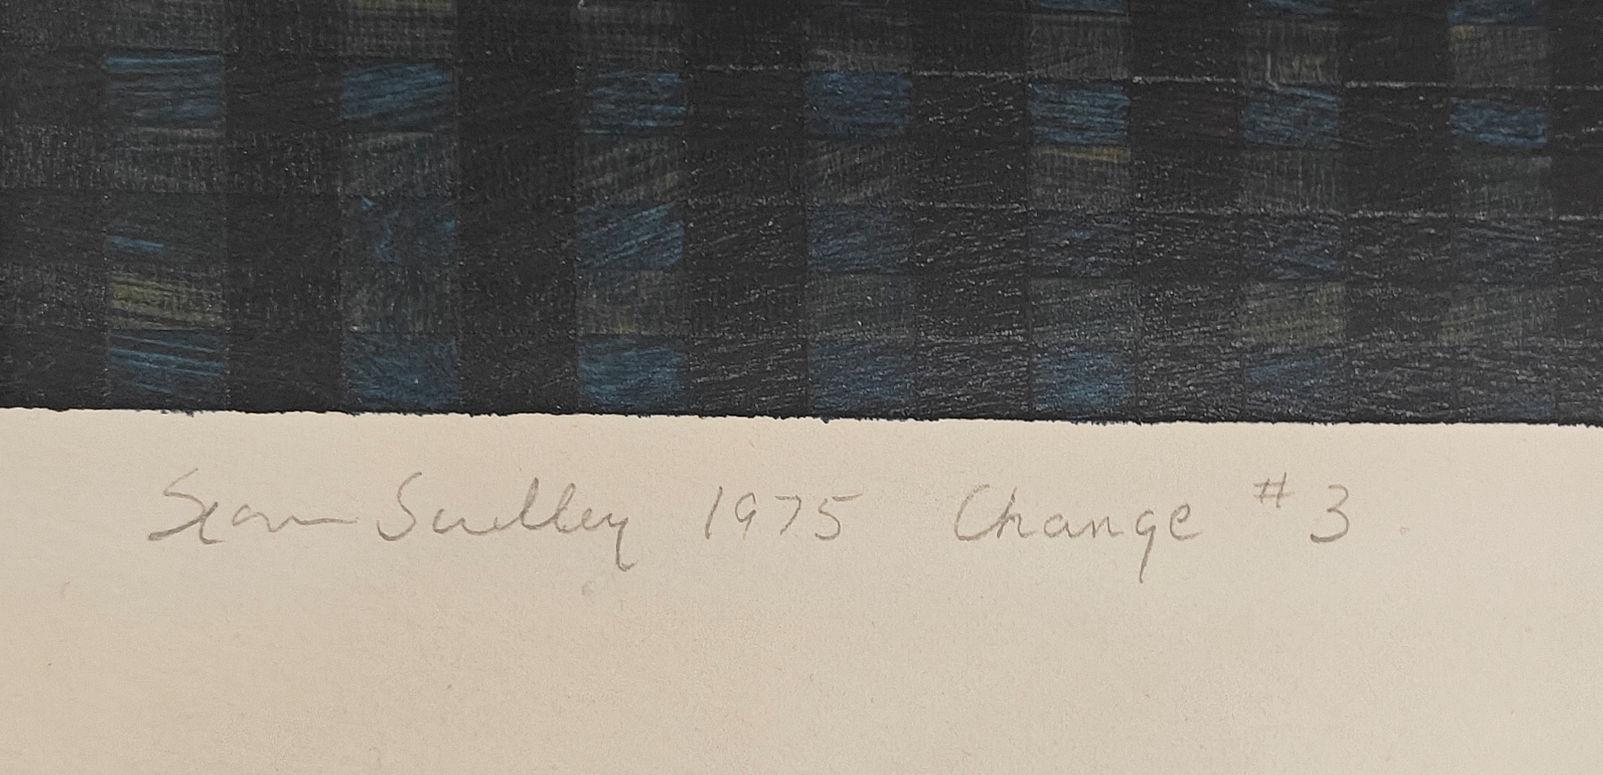 Sean Scully 1975 Change #3